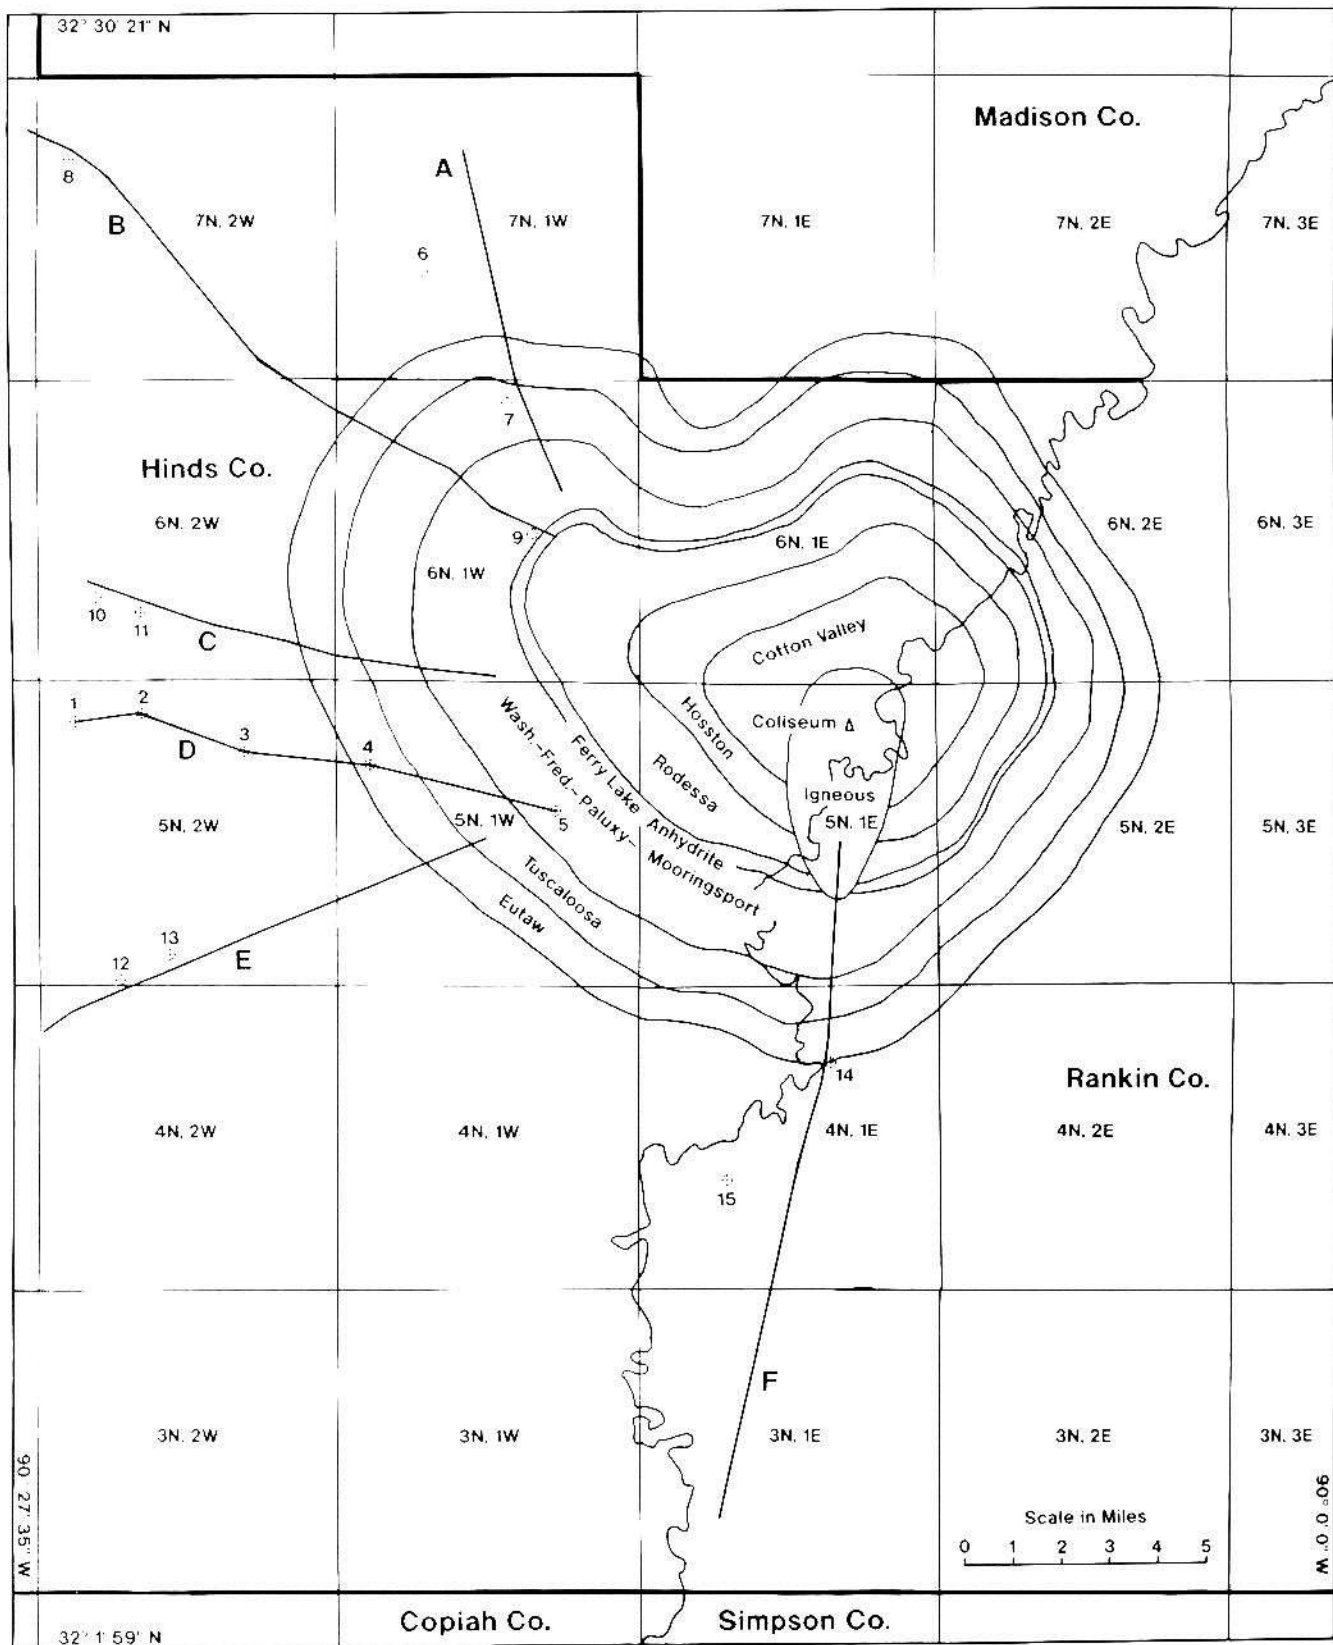 32° 30' 21" N
Madison Co.
A
8
B
7N. 2W
7N. 1W
7N. 1E
7N. 2E
7N. 3E
6
7
Hinds Co.
6N. 2W
9
6N. 1E
6N. 2E
6N. 3E
6N. 1W
10
11
C
Cotton Valley
1
2
3
4
D
Coliseum
Hosston
Rodessa
Ferry Lake Anhydrite
Wash.-Fred.-Paluxy-Mooringsport
Igneous
5N. 2W
5N. 1W
5
5N. 1E
5N. 2E
5N. 3E
Tuscaloosa
Eutaw
13
12
E
14
Rankin Co.
4N. 2W
4N. 1W
4N. 1E
4N. 2E
4N. 3E
15
F
3N. 2W
3N. 1W
3N. 1E
3N. 2E
3N. 3E
90° 27' 35" W
90° 0' 0" W
Scale in Miles
0 1 2 3 4 5
Copiah Co.
Simpson Co.
32° 1' 59' N